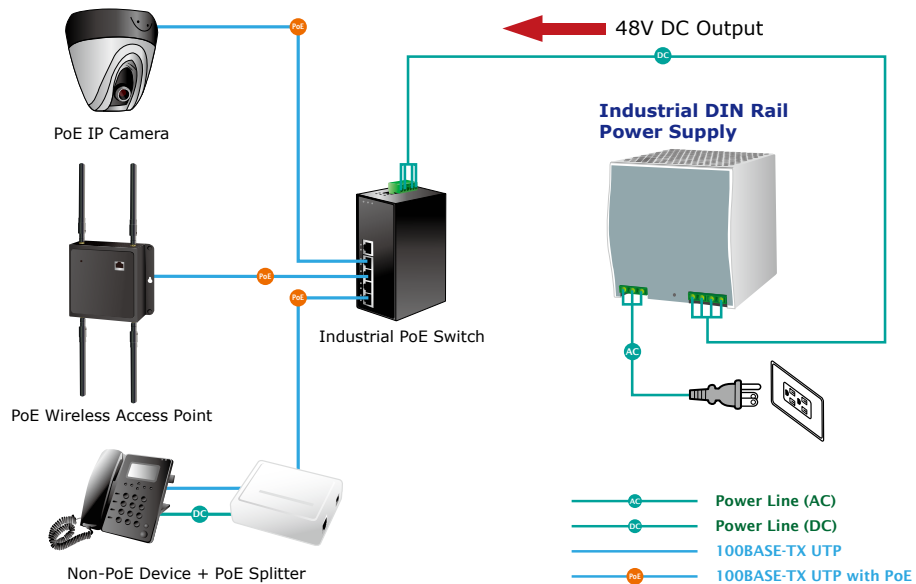 PoE
48V DC Output
DC
PoE IP Camera
Industrial DIN Rail
Power Supply
PoE
PoE
Industrial PoE Switch
AC
PoE Wireless Access Point
DC
Non-PoE Device + PoE Splitter
AC Power Line (AC)
DC Power Line (DC)
100BASE-TX UTP
PoE 100BASE-TX UTP with PoE